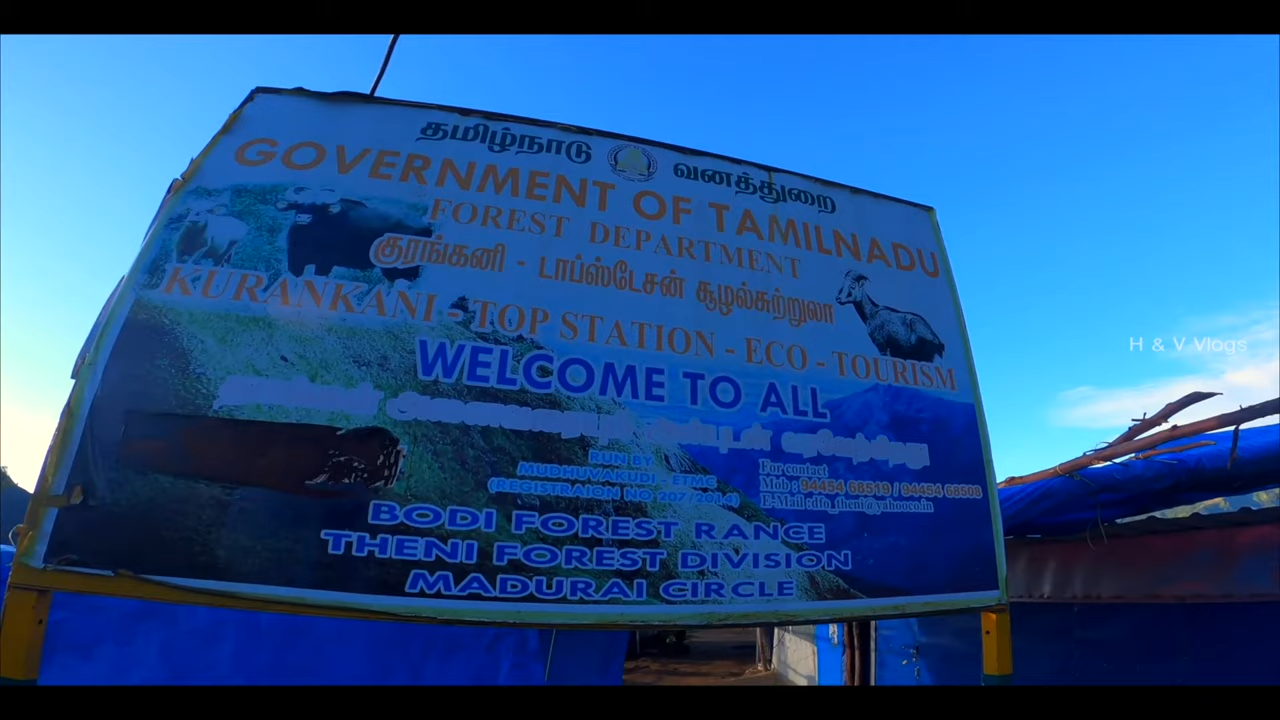 தமிழ்நாடு வனத்துறை
GOVERNMENT OF TAMILNADU
FOREST DEPARTMENT
குரங்கனி - டாப்ஸ்டேசன் சூழல்சுற்றுலா
KURANKANI - TOP STATION - ECO - TOURISM
WELCOME TO ALL
RUN BY
MUDHUVAKUDI - ETMC
(REGISTRAION NO 207 /2014)
For contact
Mob : 94454 68519 / 94454 68508
E-Mail :dfo_theni@yahooco.in
BODI FOREST RANCE
THENI FOREST DIVISION
MADURAI CIRCLE
H & V Vlogs